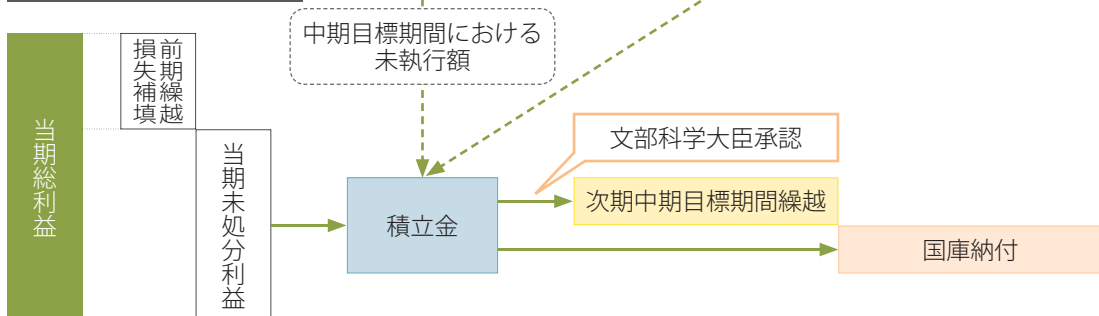 中期目標期間における
未執行額
前期繰越
損失補填
当期総利益
当期未処分利益
文部科学大臣承認
積立金
次期中期目標期間繰越
国庫納付